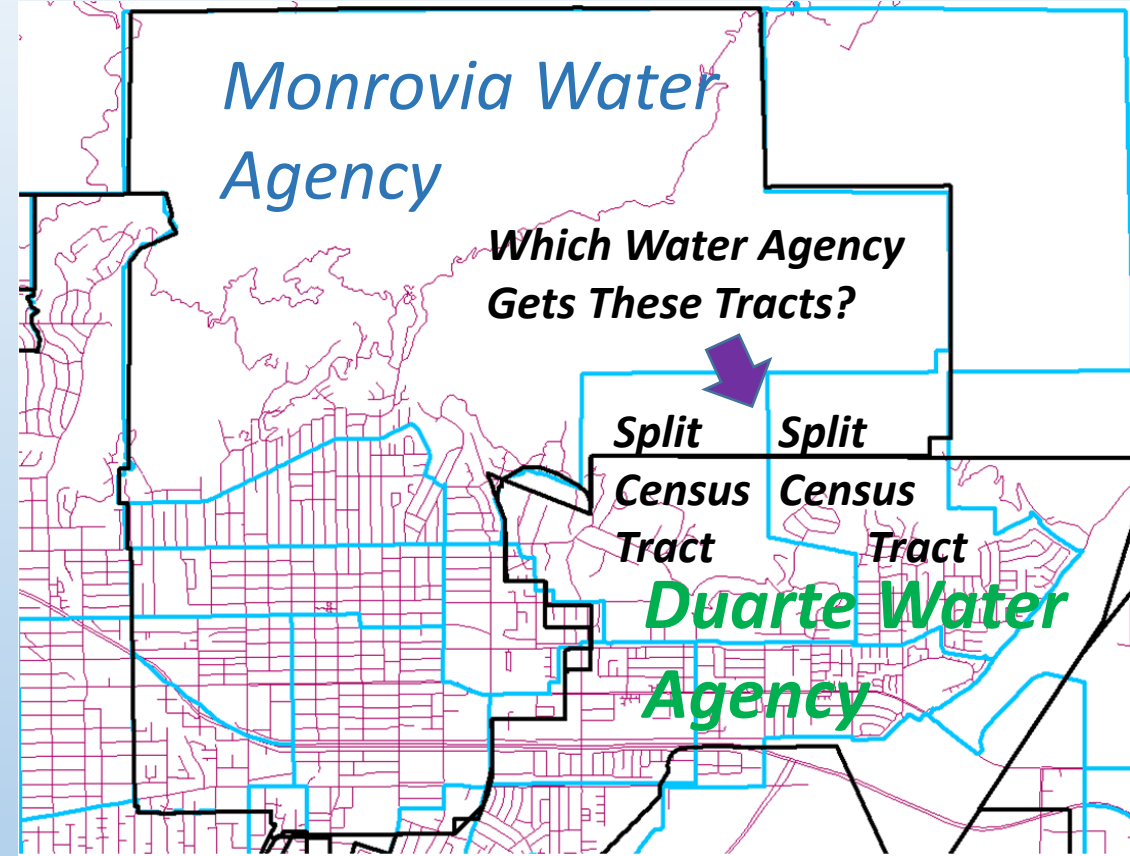 Monrovia Water
Agency
Which Water Agency
Gets These Tracts?
Split Split
Census Census
Tract Tract
Duarte Water
Agency